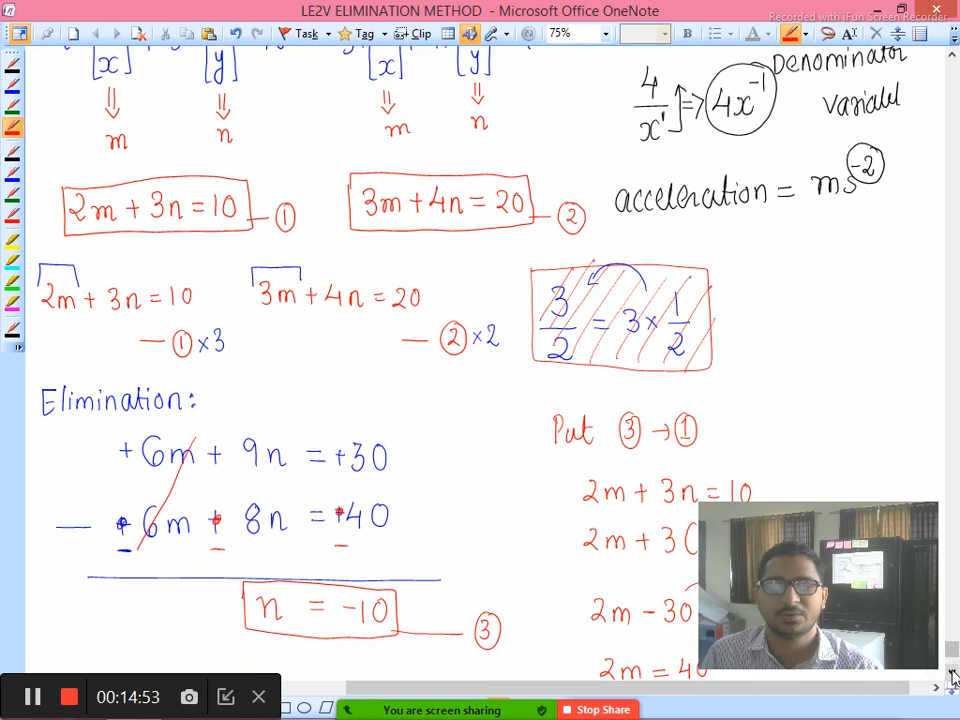 LE2V ELIMINATION METHOD - Microsoft Office OneNote
Recorded with iFun Screen Recorder
Task
Tag
Clip
75%
B
A
[x] [y] [x] [y]
m n m n
4/x¹ => 4x⁻¹
Denominator
acceleration = ms⁻²
2m + 3n = 10 — ①
3m + 4n = 20 — ②
2m + 3n = 10
— ① ×3
3m + 4n = 20
— ② ×2
3/2 = 3 × 1/2
Elimination:
+6m + 9n = +30
— +6m + 8n = +40
— — —
n = -10 — ③
Put ③ → ①
2m + 3n = 10
2m + 3(
2m - 30
2m = 40
00:14:53
You are screen sharing
Stop Share